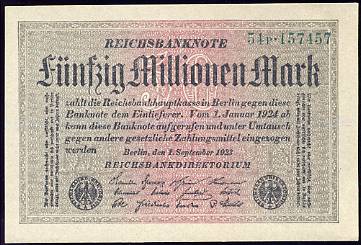 REICHSBANKNOTE
54P·157457
Fünfzig Millionen Mark
zahlt die Reichsbankhauptkasse in Berlin gegen diese
Banknote dem Einlieferer. Vom 1. Januar 1924 ab
kann diese Banknote aufgerufen und unter Umtausch
gegen andere gesetzliche Zahlungsmittel eingezogen
werden
Berlin, den 1. September 1923
REICHSBANKDIREKTORIUM